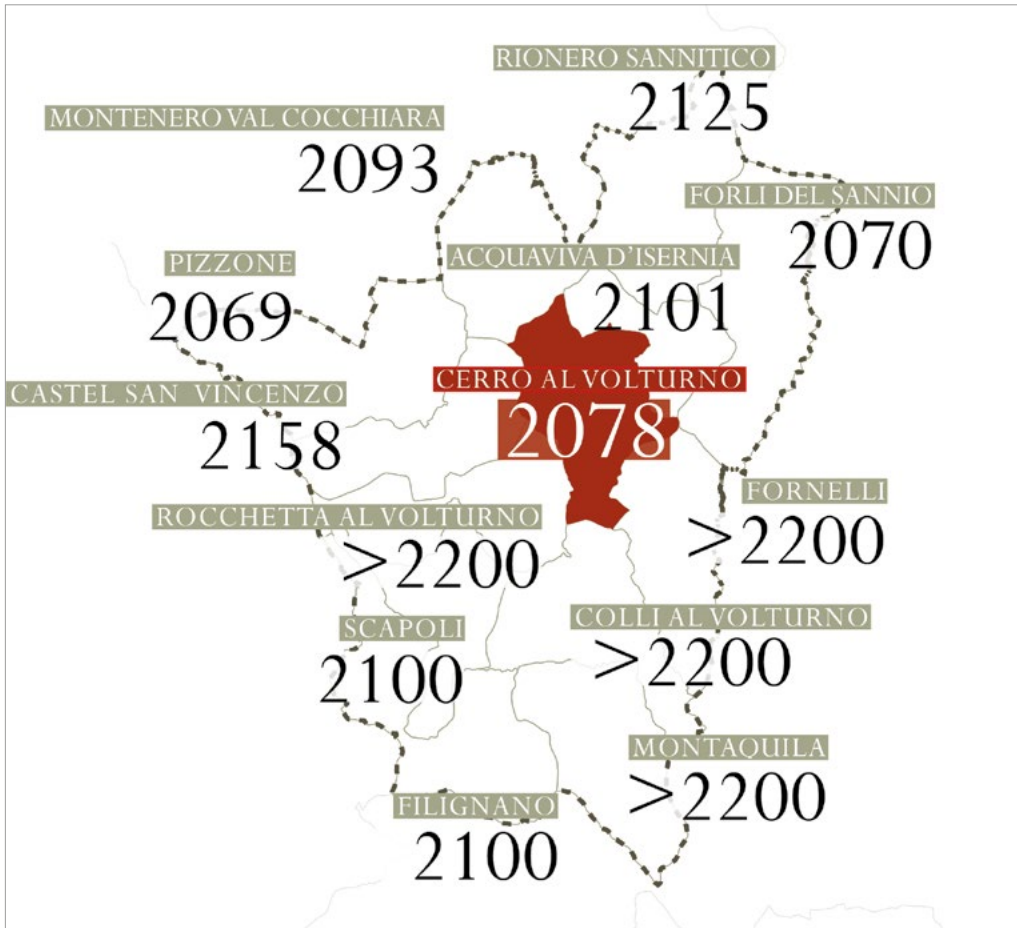 RIONERO SANNITICO
2125
MONTENERO VAL COCCHIARA
2093
FORLI DEL SANNIO
2070
ACQUAVIVA D'ISERNIA
2101
PIZZONE
2069
CERRO AL VOLTURNO
2078
CASTEL SAN VINCENZO
2158
FORNELLI
>2200
ROCCHETTA AL VOLTURNO
>2200
COLLI AL VOLTURNO
>2200
SCAPOLI
2100
MONTAQUILA
>2200
FILIGNANO
2100